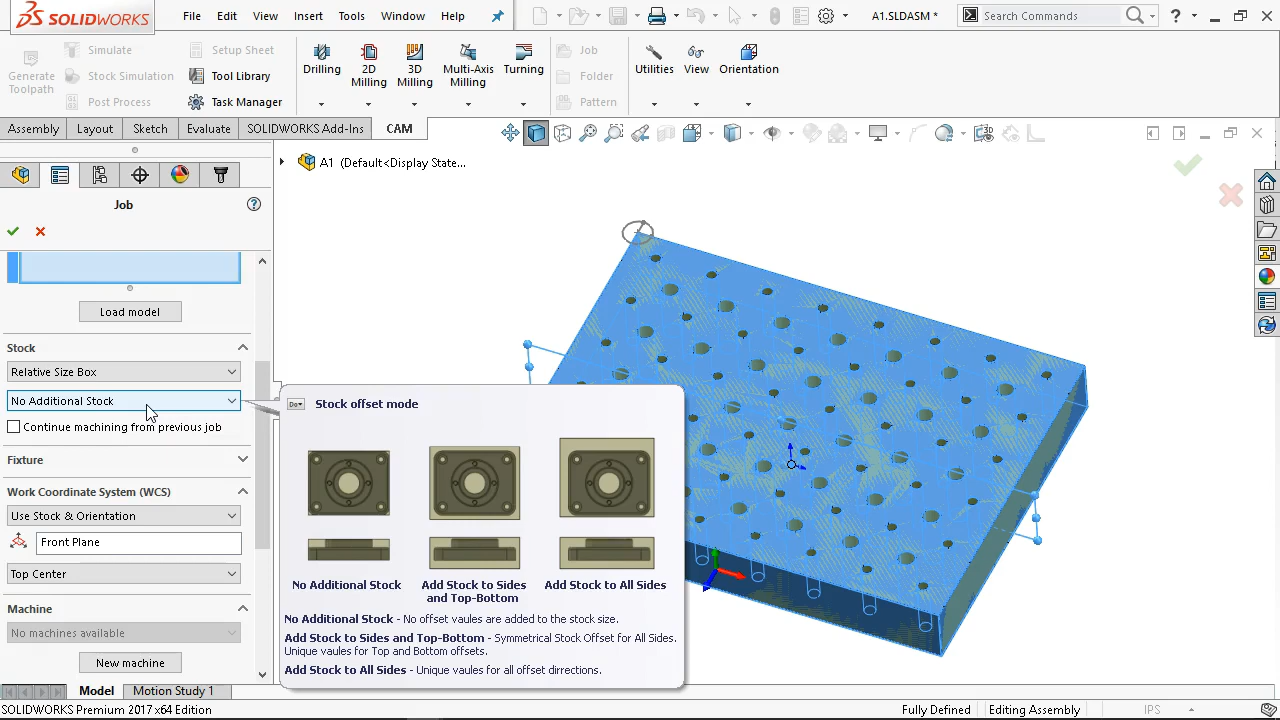 SOLIDWORKS
File Edit View Insert Tools Window Help
A1.SLDASM *
Search Commands
?
Generate Toolpath
Simulate
Stock Simulation
Post Process
Setup Sheet
Tool Library
Task Manager
Drilling
2D Milling
3D Milling
Multi-Axis Milling
Turning
Job
Folder
Pattern
Utilities
View
Orientation
Assembly Layout Sketch Evaluate SOLIDWORKS Add-Ins CAM
A1 (Default<Display State...
Job
Load model
Stock
Relative Size Box
No Additional Stock
Continue machining from previous job
Fixture
Work Coordinate System (WCS)
Use Stock & Orientation
Front Plane
Top Center
Machine
No machines available
New machine
Stock offset mode
No Additional Stock
Add Stock to Sides and Top-Bottom
Add Stock to All Sides
No Additional Stock - No offset vaules are added to the stock size.
Add Stock to Sides and Top-Bottom - Symmetrical Stock Offset for All Sides.
Unique vaules for Top and Bottom offsets.
Add Stock to All Sides - Unique vaules for all offset dirrections.
Model Motion Study 1
SOLIDWORKS Premium 2017 x64 Edition
Fully Defined
Editing Assembly
IPS